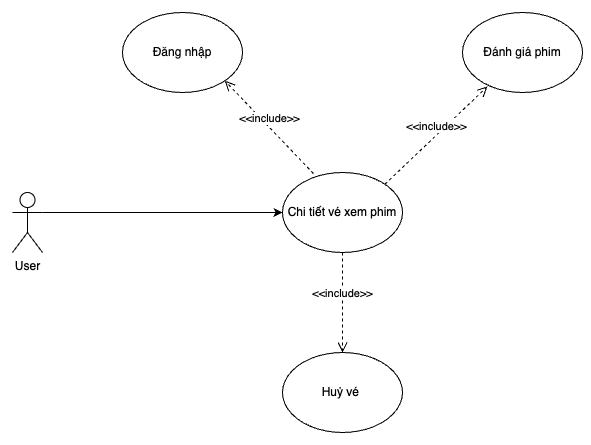 Đăng nhập
Đánh giá phim
<<include>>
<<include>>
Chi tiết vé xem phim
User
<<include>>
Huỷ vé